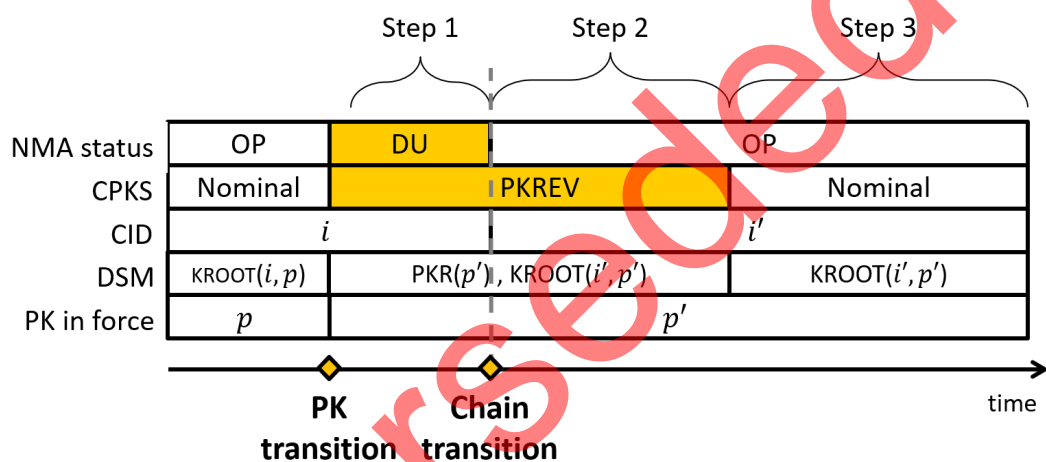 Step 1 Step 2 Step 3
NMA status OP DU OP
CPKS Nominal PKREV Nominal
CID i i′
DSM KROOT(i, p) PKR(p′), KROOT(i′, p′) KROOT(i′, p′)
PK in force p p′
time
PK Chain
transition transition
rseded